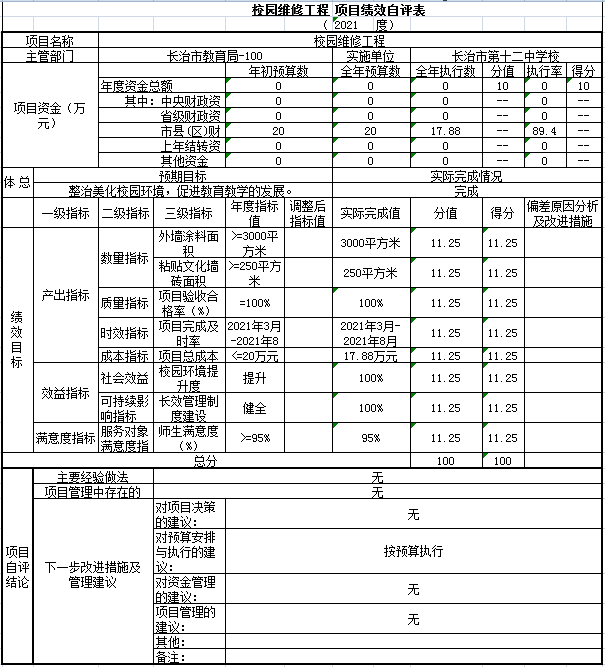 校园维修工程 项目绩效自评表
（ 2021 度）
项目名称 校园维修工程
主管部门 长治市教育局-100 实施单位 长治市第十二中学校
项目资金（万元） 年初预算数 全年预算数 全年执行数 分值 执行率 得分
年度资金总额 0 0 0 10 0 10
其中：中央财政资 0 0 0 -- 0 --
省级财政资 0 0 0 -- 0 --
市县(区)财 20 20 17.88 -- 89.4 --
上年结转资 0 0 0 -- 0 --
其他资金 0 0 0 -- 0 --
体 总 预期目标 实际完成情况
整治美化校园环境，促进教育教学的发展。 完成
绩效目标 一级指标 二级指标 三级指标 年度指标值 调整后指标值 实际完成值 分值 得分 偏差原因分析及改进措施
产出指标 数量指标 外墙涂料面积 >=3000平方米 3000平方米 11.25 11.25
粘贴文化墙砖面积 >=250平方米 250平方米 11.25 11.25
质量指标 项目验收合格率（%） =100% 100% 11.25 11.25
时效指标 项目完成及时率 2021年3月-2021年8 2021年3月-2021年8月 11.25 11.25
成本指标 项目总成本 <=20万元 17.88万元 11.25 11.25
效益指标 社会效益 校园环境提升度 提升 100% 11.25 11.25
可持续影响指标 长效管理制度建设 健全 100% 11.25 11.25
满意度指标 服务对象满意度指 师生满意度（%） >=95% 95% 11.25 11.25
总分 100 100
项目自评结论 主要经验做法 无
项目管理中存在的 无
下一步改进措施及管理建议 对项目决策的建议： 无
对预算安排与执行的建议： 按预算执行
对资金管理的建议： 无
项目管理的建议： 无
其他：
备注：